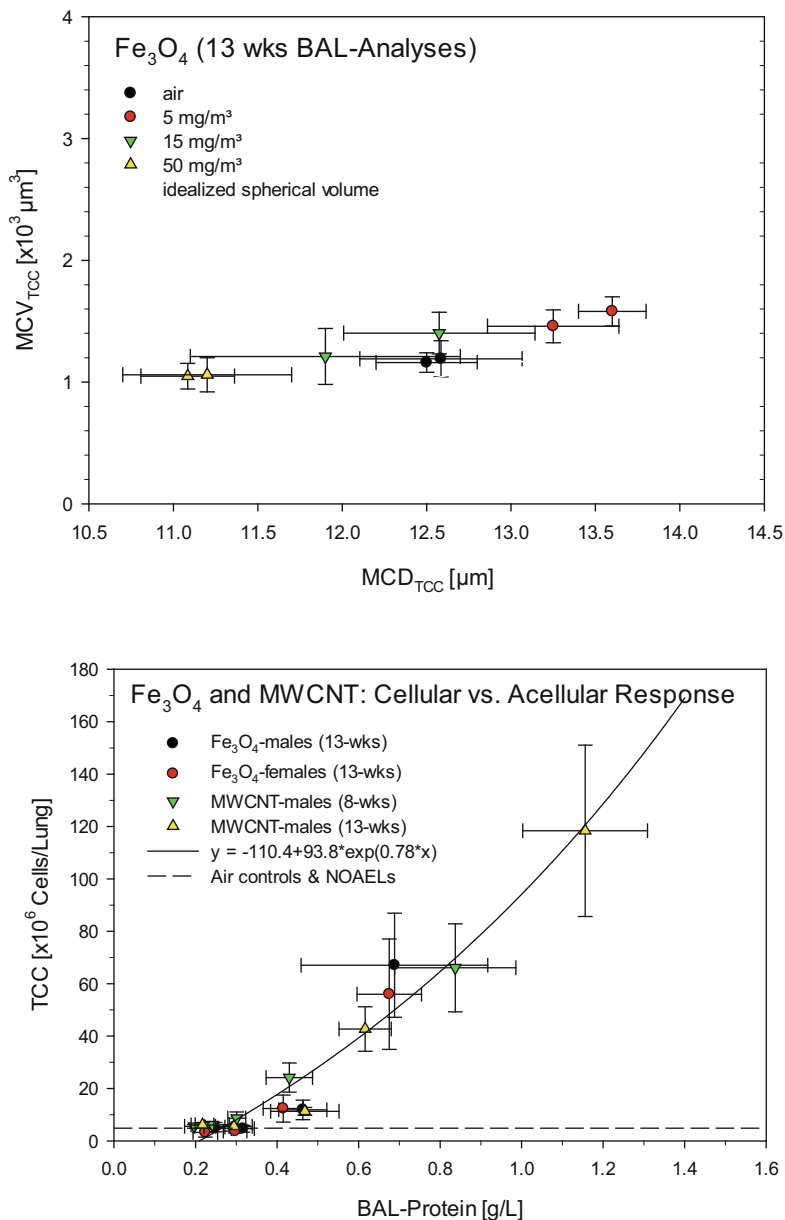 Fe₃O₄ (13 wks BAL-Analyses)
air
5 mg/m³
15 mg/m³
50 mg/m³
idealized spherical volume
MCV_TCC [x10³ µm³]
4
3
2
1
0
10.5 11.0 11.5 12.0 12.5 13.0 13.5 14.0 14.5
MCD_TCC [µm]
Fe₃O₄ and MWCNT: Cellular vs. Acellular Response
Fe₃O₄-males (13-wks)
Fe₃O₄-females (13-wks)
MWCNT-males (8-wks)
MWCNT-males (13-wks)
y = -110.4+93.8*exp(0.78*x)
Air controls & NOAELs
TCC [x10⁶ Cells/Lung]
180
160
140
120
100
80
60
40
20
0
0.0 0.2 0.4 0.6 0.8 1.0 1.2 1.4 1.6
BAL-Protein [g/L]